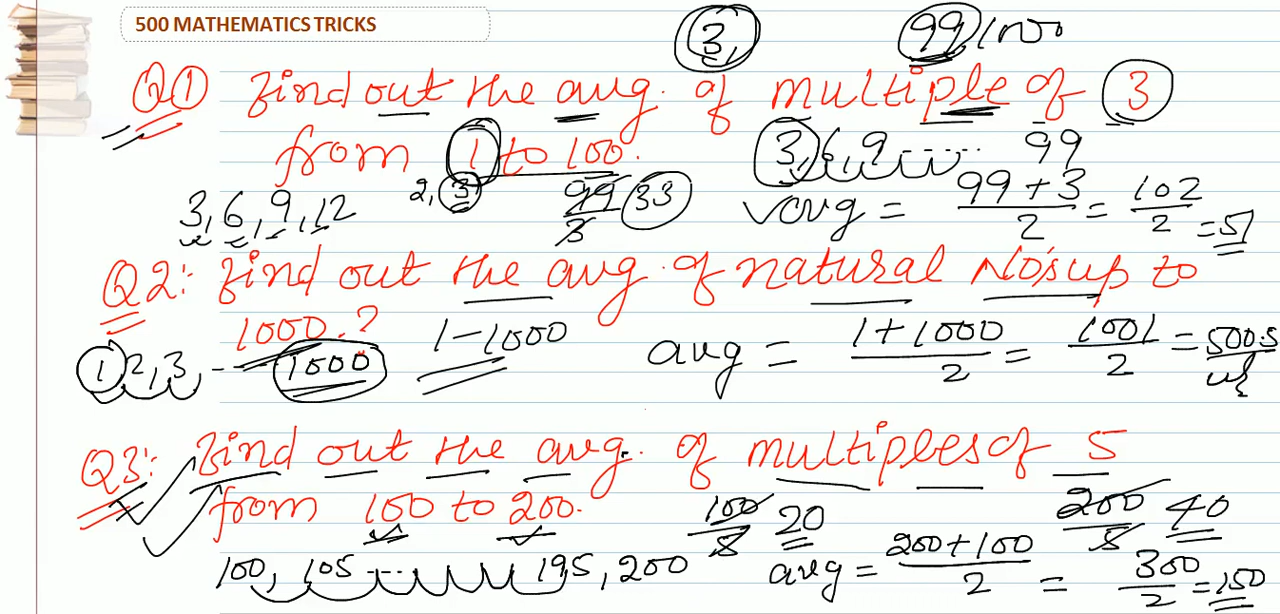 500 MATHEMATICS TRICKS
3, 99, 100
Q1 Find out the avg. of multiple of 3
from 1 to 100. 3, 6, 9 ....... 99
3, 6, 9, 12 2, 3 99/3 33 avg = 99 + 3/2 = 102/2 = 51
Q2: Find out the avg. of natural No's up to
1000.? 1 - 1000 avg = 1 + 1000/2 = 1001/2 = 500.5
1, 2, 3, - 1000
Q3: Find out the avg. of multiples of 5
from 100 to 200. 100/5 20 200/5 40
100, 105 ... 195, 200 avg = 200 + 100/2 = 300/2 = 150